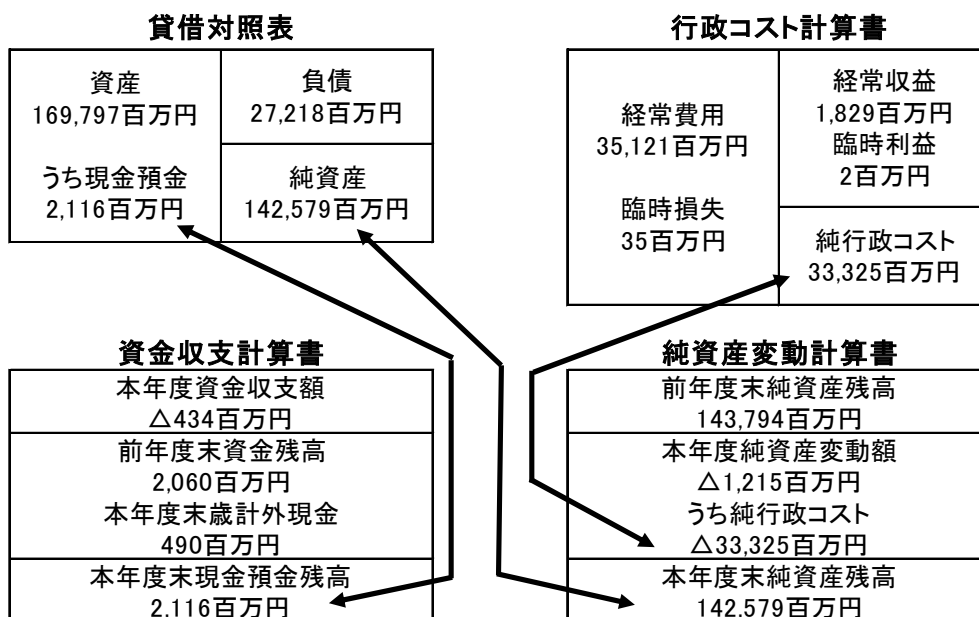 貸借対照表
資産
169,797百万円
うち現金預金
2,116百万円
負債
27,218百万円
純資産
142,579百万円
行政コスト計算書
経常費用
35,121百万円
臨時損失
35百万円
経常収益
1,829百万円
臨時利益
2百万円
純行政コスト
33,325百万円
資金収支計算書
本年度資金収支額
△434百万円
前年度末資金残高
2,060百万円
本年度末歳計外現金
490百万円
本年度末現金預金残高
2,116百万円
純資産変動計算書
前年度末純資産残高
143,794百万円
本年度純資産変動額
△1,215百万円
うち純行政コスト
△33,325百万円
本年度末純資産残高
142,579百万円